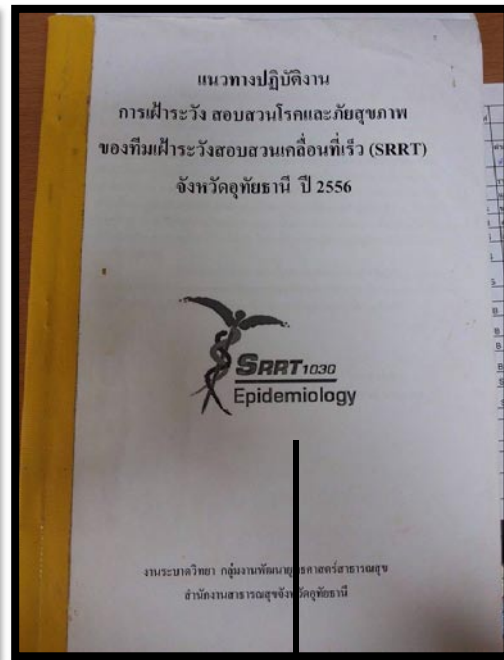 แนวทางปฏิบัติงาน
การเฝ้าระวัง สอบสวนโรคและภัยสุขภาพ
ของทีมเฝ้าระวังสอบสวนเคลื่อนที่เร็ว (SRRT)
จังหวัดอุทัยธานี ปี 2556
SRRT1030
Epidemiology
งานระบาดวิทยา กลุ่มงานพัฒนายุทธศาสตร์สาธารณสุข
สำนักงานสาธารณสุขจังหวัดอุทัยธานี